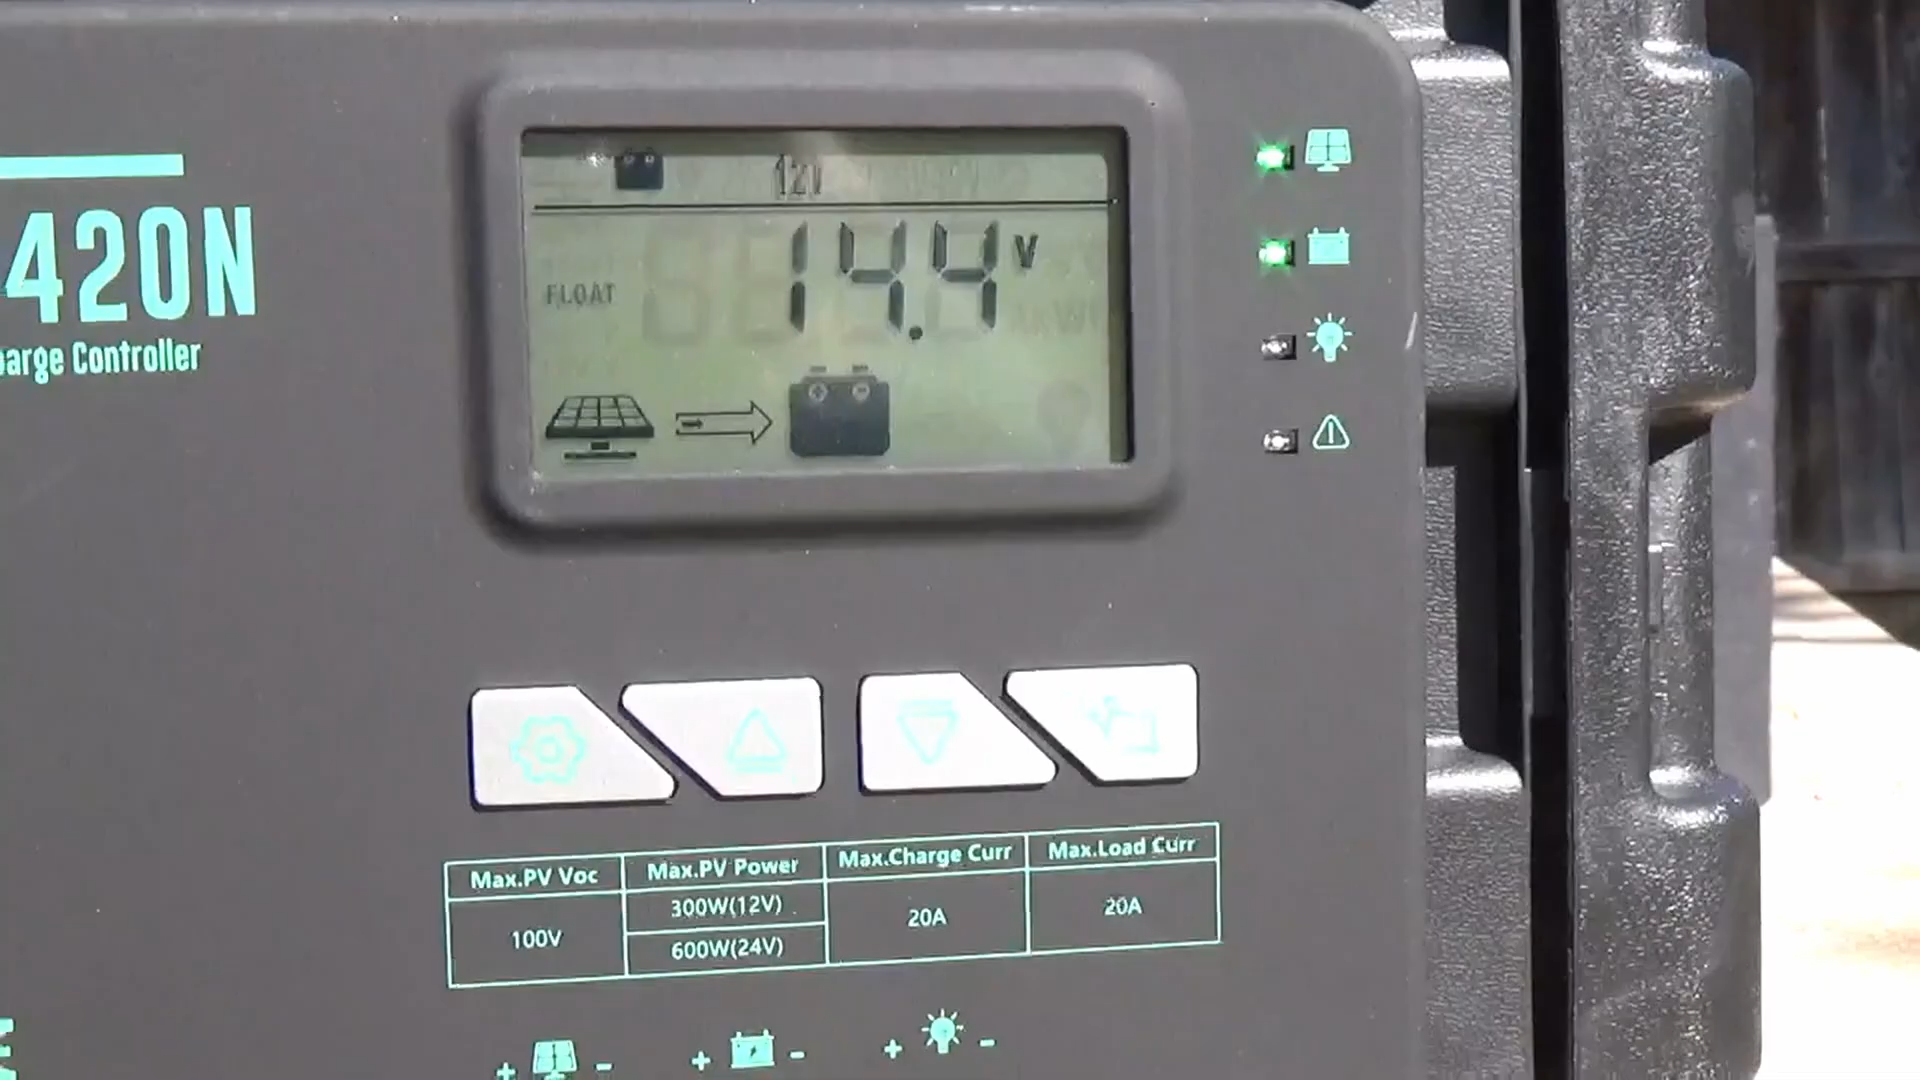 420N
Charge Controller
12V
14.4 V
FLOAT
Max.PV Voc Max.PV Power Max.Charge Curr Max.Load Curr
100V 300W(12V) 20A 20A
600W(24V)
+ - + - + -